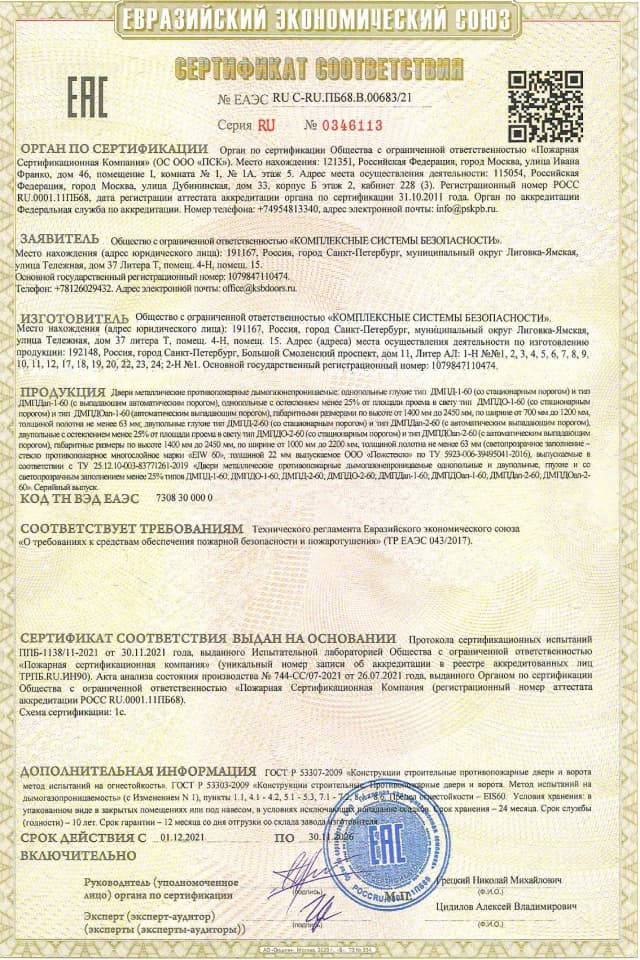 ЕВРАЗИЙСКИЙ ЭКОНОМИЧЕСКИЙ СОЮЗ
СЕРТИФИКАТ СООТВЕТСТВИЯ
ЕАС
№ ЕАЭС RU C-RU.ПБ68.В.00683/21
Серия RU № 0346113
ОРГАН ПО СЕРТИФИКАЦИИ Орган по сертификации Общества с ограниченной ответственностью «Пожарная
Сертификационная Компания» (ОС ООО «ПСК»). Место нахождения: 121351, Российская Федерация, город Москва, улица Ивана
Франко, дом 46, помещение I, комната № 1, № 1А, этаж 5. Адрес места осуществления деятельности: 115054, Российская
Федерация, город Москва, улица Дубининская, дом 33, корпус Б этаж 2, кабинет 228 (3). Регистрационный номер РОСС
RU.0001.11ПБ68, дата регистрации аттестата аккредитации органа по сертификации 31.10.2011 год. Орган по аккредитации
Федеральная служба по аккредитации. Номер телефона: +74954813340, адрес электронной почты: info@pskpb.ru.
ЗАЯВИТЕЛЬ Общество с ограниченной ответственностью «КОМПЛЕКСНЫЕ СИСТЕМЫ БЕЗОПАСНОСТИ».
Место нахождения (адрес юридического лица): 191167, Россия, город Санкт-Петербург, муниципальный округ Лиговка-Ямская,
улица Тележная, дом 37 Литера Т, помещ. 4-Н, помещ. 15.
Основной государственный регистрационный номер: 1079847110474.
Телефон: +78126029432. Адрес электронной почты: office@ksbdoors.ru.
ИЗГОТОВИТЕЛЬ Общество с ограниченной ответственностью «КОМПЛЕКСНЫЕ СИСТЕМЫ БЕЗОПАСНОСТИ».
Место нахождения (адрес юридического лица): 191167, Россия, город Санкт-Петербург, муниципальный округ Лиговка-Ямская,
улица Тележная, дом 37 литера Т, помещ. 4-Н, помещ. 15. Адрес(а) места осуществления деятельности по изготовлению
продукции: 192148, Россия, город Санкт-Петербург, Большой Смоленский проспект, дом 11, Литер АЛ: 1-Н №№1, 2, 3, 4, 5, 6, 7, 8, 9,
10, 11, 12, 17, 18, 19, 20, 22, 23, 24; 2-Н №1. Основной государственный регистрационный номер: 1079847110474
ПРОДУКЦИЯ Двери металлические противопожарные дымогазонепроницаемые, однопольные глухие тип ДМПД-1-60 (со стационарным порогом) и тип
ДМПДап-1-60 (с выпадающим автоматическим порогом), однопольные с остеклением менее 25% от площади проема в свету тип ДМПДО-1-60 (со стационарным
порогом) и тип ДМПДОап-1-60 (автоматическим выпадающим порогом), габаритными размерами по высоте от 1400 мм до 2450 мм, по ширине от 700 мм до 1200 мм,
толщиной полотна не менее 63 мм; двупольные глухие тип ДМПД-2-60 (со стационарным порогом) и тип ДМПДап-2-60 (с автоматическим выпадающим порогом),
двупольные с остеклением менее 25% от площади проема в свету тип ДМПДО-2-60 (со стационарным порогом) и тип ДМПДОап-2-60 (с автоматическим выпадающим
порогом), габаритными размеры по высоте от 1400 мм до 2450 мм, по ширине от 1000 мм до 2200 мм, толщиной полотна не менее 63 мм (светопрозрачное заполнение –
стекло противопожарное многослойное марки «EIW 60», толщиной 22 мм выпускаемое ООО «Пожстекло» по ТУ 5923-006-39495041-2016), выпускаемые в
соответствии с ТУ 25.12.10-003-83771261-2019 «Двери металлические противопожарные дымогазонепроницаемые однопольные и двупольные, глухие и со
светопрозрачным заполнением менее 25% типов ДМПД-1-60; ДМПДО-1-60; ДМПД-2-60; ДМПДО-2-60; ДМПДап-1-60; ДМПДОап-1-60; ДМПДап-2-60; ДМПДОап-2-
60». Серийный выпуск.
КОД ТН ВЭД ЕАЭС 7308 30 000 0
СООТВЕТСТВУЕТ ТРЕБОВАНИЯМ Технического регламента Евразийского экономического союза
«О требованиях к средствам обеспечения пожарной безопасности и пожаротушения» (ТР ЕАЭС 043/2017).
СЕРТИФИКАТ СООТВЕТСТВИЯ ВЫДАН НА ОСНОВАНИИ Протокола сертификационных испытаний
ППБ-1138/11-2021 от 30.11.2021 года, выданного Испытательной лабораторией Общества с ограниченной ответственностью
«Пожарная сертификационная компания» (уникальный номер записи об аккредитации в реестре аккредитованных лиц
ТРПБ.RU.ИН90). Акта анализа состояния производства № 744-СС/07-2021 от 26.07.2021 год, выданного Органом по сертификации
Общества с ограниченной ответственностью «Пожарная Сертификационная Компания (регистрационный номер аттестата
аккредитации РОСС RU.0001.11ПБ68).
Схема сертификации: 1с.
ДОПОЛНИТЕЛЬНАЯ ИНФОРМАЦИЯ ГОСТ Р 53307-2009 «Конструкции строительные противопожарные двери и ворота
метод испытаний на огнестойкость». ГОСТ Р 53303-2009 «Конструкции строительные. Противопожарные двери и ворота. Метод испытаний на
дымогазопроницаемость» (с Изменением N 1), пункты 1.1, 4.1 - 4.2, 5.1 - 5.3, 7.1 - 7.2, 8.1 - 8.2. Предел огнестойкости – EIS60. Условия хранения: в
упакованном виде в закрытых помещениях или под навесом, в условиях исключающих попадание осадков. Срок хранения – 24 месяца. Срок службы
(годности) – 10 лет. Срок гарантии – 12 месяцев со дня отгрузки со склада завода изготовителя.
СРОК ДЕЙСТВИЯ С 01.12.2021 ПО 30.11.2026
ВКЛЮЧИТЕЛЬНО
Руководитель (уполномоченное
лицо) органа по сертификации
(подпись)
М.П.
Грецкий Николай Михайлович
(Ф.И.О.)
Эксперт (эксперт-аудитор)
(эксперты (эксперты-аудиторы))
(подпись)
Цидилов Алексей Владимирович
(Ф.И.О.)
ЕАС